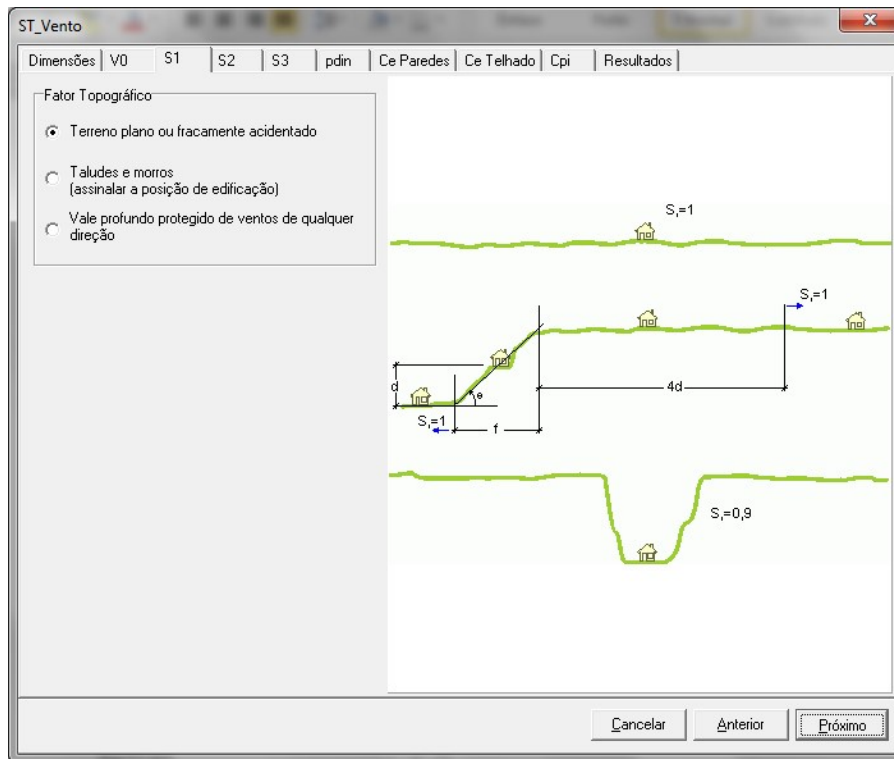 ST_Vento
Dimensões V0 S1 S2 S3 pdin Ce Paredes Ce Telhado Cpi Resultados
Fator Topográfico
Terreno plano ou fracamente acidentado
Taludes e morros
(assinalar a posição de edificação)
Vale profundo protegido de ventos de qualquer
direção
S₁=1
S₁=1
d
4d
S₁=1
f
S₁=0,9
Cancelar Anterior Próximo